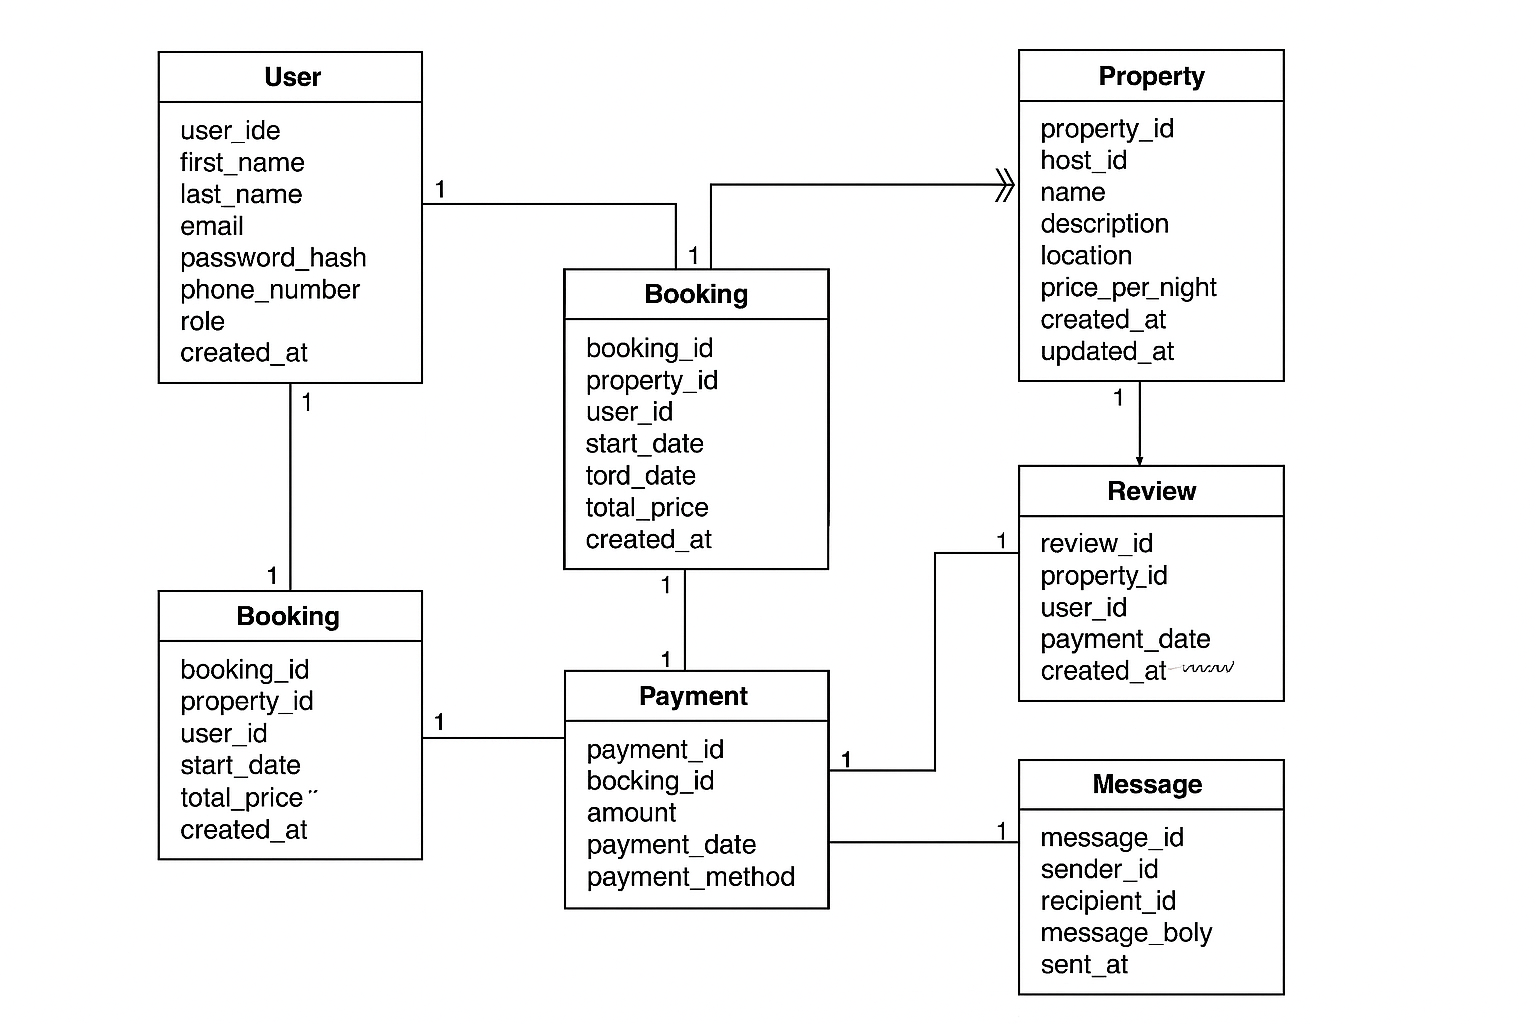 User
user_ide
first_name
last_name
email
password_hash
phone_number
role
created_at
1
1
Property
property_id
host_id
name
description
location
price_per_night
created_at
updated_at
1
1
Booking
booking_id
property_id
user_id
start_date
tord_date
total_price
created_at
1
1
Booking
booking_id
property_id
user_id
start_date
total_price ”
created_at
1
1
Payment
payment_id
bocking_id
amount
payment_date
payment_method
1
Review
1
review_id
property_id
user_id
payment_date
created_at
Message
1
message_id
sender_id
recipient_id
message_boly
sent_at